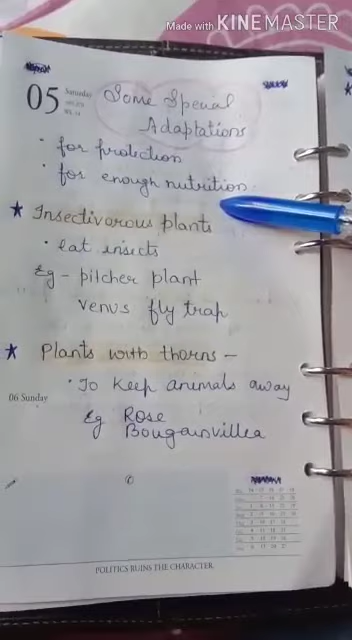 Made with KINEMASTER
05 Saturday
Some Special
Adaptations
· for protection
· for enough nutrition
★ Insectivorous plants
· eat insects
Eg - pilcher plant
Venus fly trap
★ Plants with thorns -
· To keep animals away
06 Sunday
Eg Rose
Bougainvillea
POLITICS RUINS THE CHARACTER.